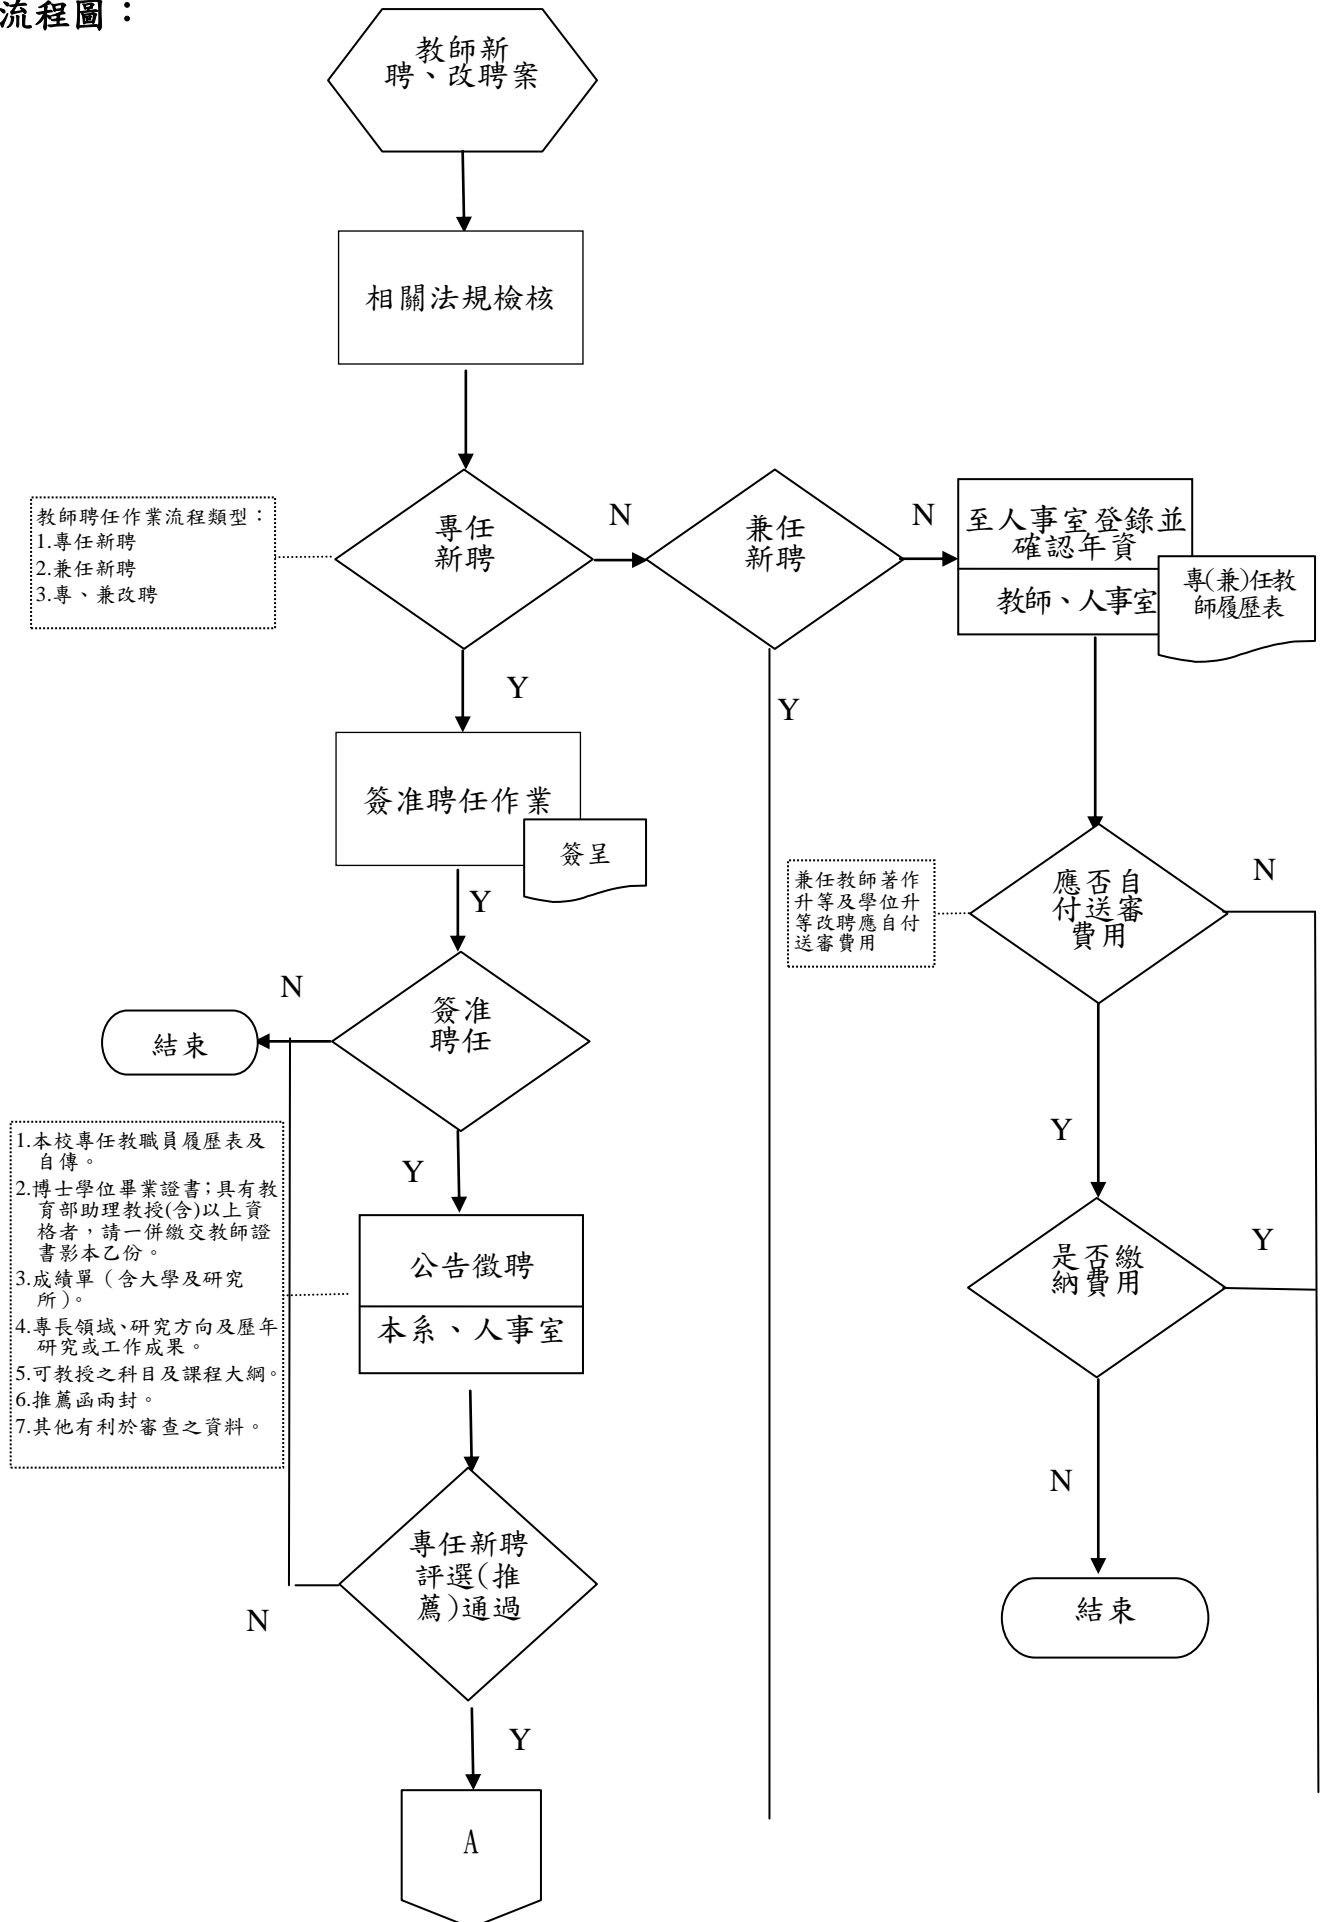 流程圖：
教師新
聘、改聘案
相關法規檢核
教師聘任作業流程類型：
1.專任新聘
2.兼任新聘
3.專、兼改聘
專任
新聘
N
兼任
新聘
N
至人事室登錄並
確認年資
教師、人事室
專(兼)任教
師履歷表
Y
Y
簽准聘任作業
簽呈
Y
兼任教師著作
升等及學位升
等改聘應自付
送審費用
應否自
付送審
費用
N
N
簽准
聘任
結束
Y
Y
1.本校專任教職員履歷表及
自傳。
2.博士學位畢業證書;具有教
育部助理教授(含)以上資
格者，請一併繳交教師證
書影本乙份。
3.成績單（含大學及研究
所）。
4.專長領域、研究方向及歷年
研究或工作成果。
5.可教授之科目及課程大綱。
6.推薦函兩封。
7.其他有利於審查之資料。
公告徵聘
本系、人事室
是否繳
納費用
Y
N
專任新聘
評選(推
薦)通過
N
結束
Y
A